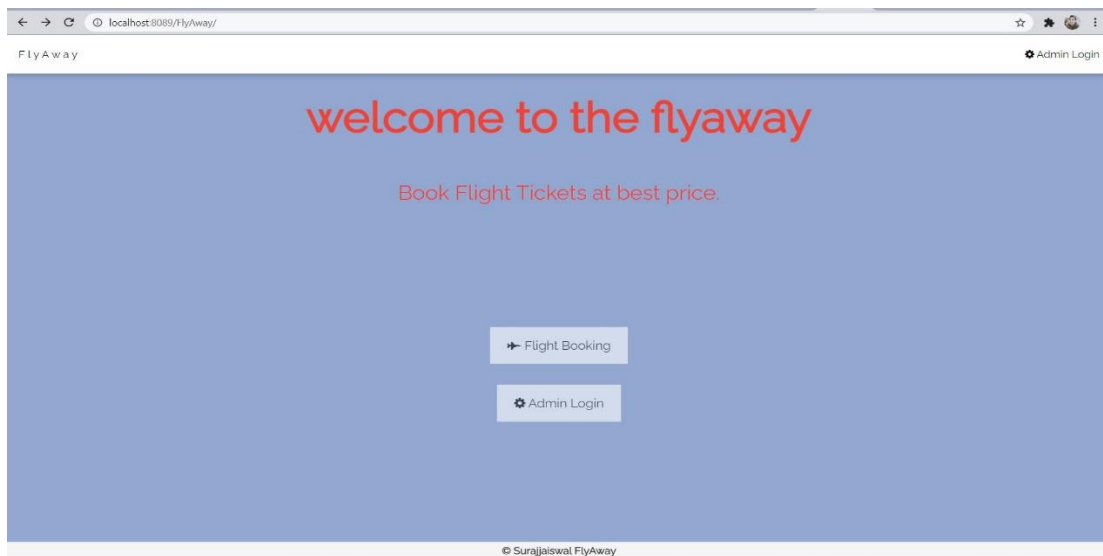 localhost:8089/FlyAway/
FlyAway
Admin Login
welcome to the flyaway
Book Flight Tickets at best price.
Flight Booking
Admin Login
© Surajjaiswal FlyAway